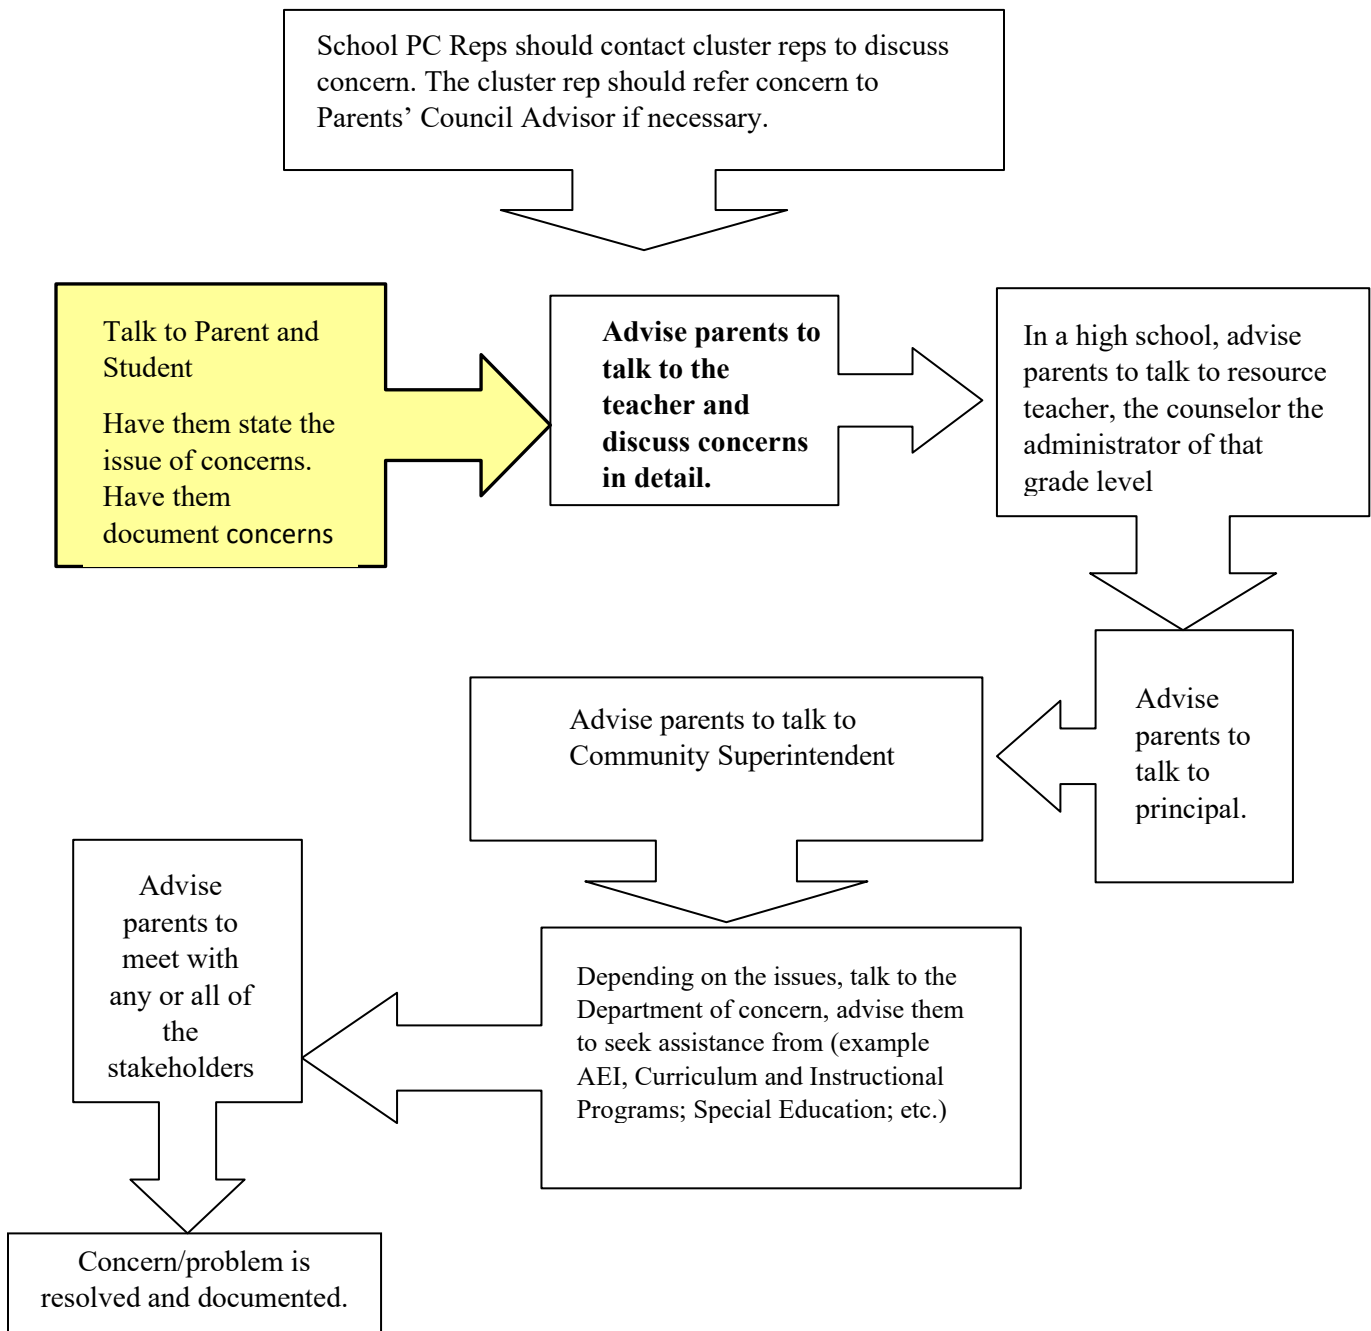 School PC Reps should contact cluster reps to discuss
concern. The cluster rep should refer concern to
Parents’ Council Advisor if necessary.
Talk to Parent and
Student
Have them state the
issue of concerns.
Have them
document concerns
Advise parents to
talk to the
teacher and
discuss concerns
in detail.
In a high school, advise
parents to talk to resource
teacher, the counselor the
administrator of that
grade level
Advise
parents to
talk to
principal.
Advise parents to talk to
Community Superintendent
Depending on the issues, talk to the
Department of concern, advise them
to seek assistance from (example
AEI, Curriculum and Instructional
Programs; Special Education; etc.)
Advise
parents to
meet with
any or all of
the
stakeholders
Concern/problem is
resolved and documented.